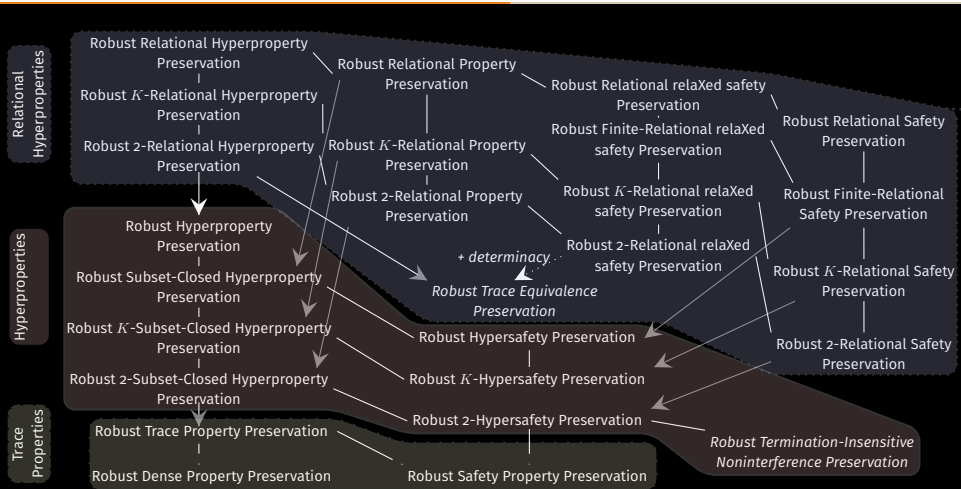 Relational
Hyperproperties
Robust Relational Hyperproperty
Preservation
Robust K-Relational Hyperproperty
Preservation
Robust 2-Relational Hyperproperty
Preservation
Robust Relational Property
Preservation
Robust K-Relational Property
Preservation
Robust 2-Relational Property
Preservation
Robust Relational relaXed safety
Preservation
Robust Finite-Relational relaXed
safety Preservation
Robust K-Relational relaXed
safety Preservation
Robust 2-Relational relaXed
safety Preservation
Robust Relational Safety
Preservation
Robust Finite-Relational
Safety Preservation
Robust K-Relational Safety
Preservation
Robust 2-Relational Safety
Preservation
+ determinacy
Robust Trace Equivalence
Preservation
Hyperproperties
Robust Hyperproperty
Preservation
Robust Subset-Closed Hyperproperty
Preservation
Robust K-Subset-Closed Hyperproperty
Preservation
Robust 2-Subset-Closed Hyperproperty
Preservation
Robust Hypersafety Preservation
Robust K-Hypersafety Preservation
Robust 2-Hypersafety Preservation
Robust Termination-Insensitive
Noninterference Preservation
Trace
Properties
Robust Trace Property Preservation
Robust Dense Property Preservation
Robust Safety Property Preservation